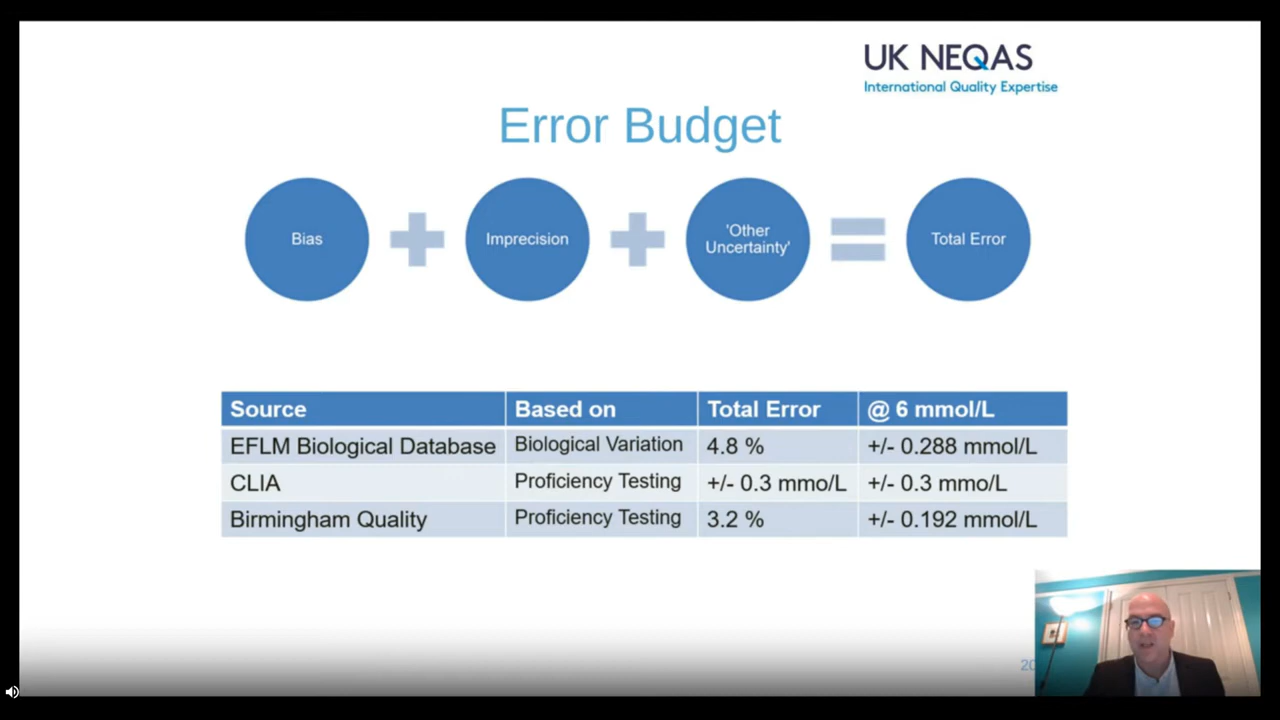 UK NEQAS
International Quality Expertise
Error Budget
Bias
Imprecision
'Other
Uncertainty'
Total Error
Source Based on Total Error @ 6 mmol/L
EFLM Biological Database Biological Variation 4.8 % +/- 0.288 mmol/L
CLIA Proficiency Testing +/- 0.3 mmo/L +/- 0.3 mmo/L
Birmingham Quality Proficiency Testing 3.2 % +/- 0.192 mmol/L